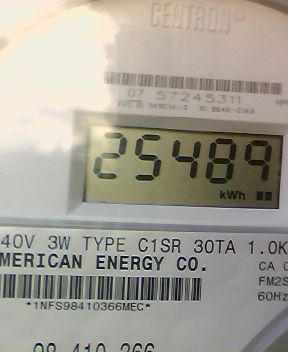 CENTRON®
07 57245311
25489
kWh
40V 3W TYPE C1SR 30TA 1.0K
MERICAN ENERGY CO.
CA 0
FM2S
60Hz
*1NFS98410366MEC*